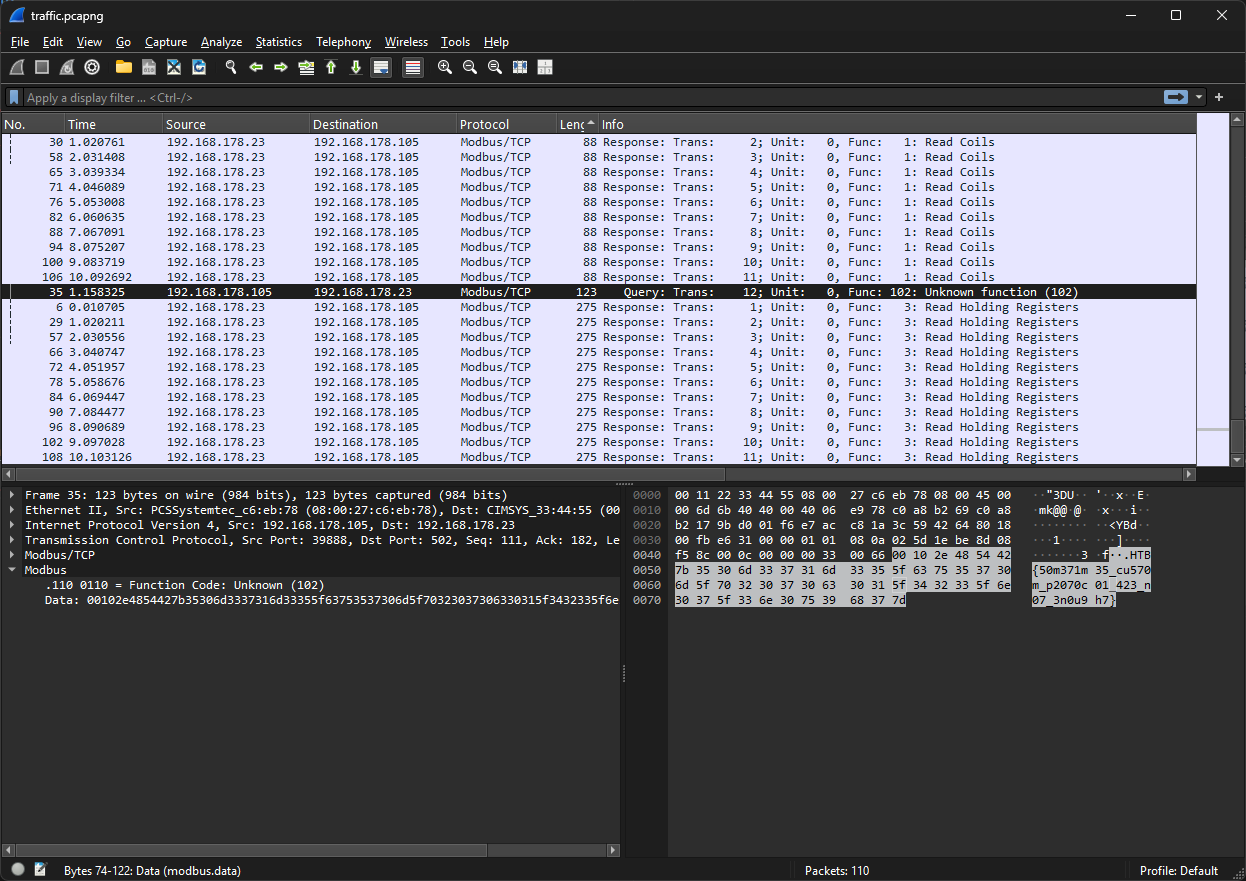 traffic.pcapng
File Edit View Go Capture Analyze Statistics Telephony Wireless Tools Help
Apply a display filter ... <Ctrl-/>
No. Time Source Destination Protocol Leng Info
30 1.020761 192.168.178.23 192.168.178.105 Modbus/TCP 88 Response: Trans: 2; Unit: 0, Func: 1: Read Coils
58 2.031408 192.168.178.23 192.168.178.105 Modbus/TCP 88 Response: Trans: 3; Unit: 0, Func: 1: Read Coils
65 3.039334 192.168.178.23 192.168.178.105 Modbus/TCP 88 Response: Trans: 4; Unit: 0, Func: 1: Read Coils
71 4.046089 192.168.178.23 192.168.178.105 Modbus/TCP 88 Response: Trans: 5; Unit: 0, Func: 1: Read Coils
76 5.053008 192.168.178.23 192.168.178.105 Modbus/TCP 88 Response: Trans: 6; Unit: 0, Func: 1: Read Coils
82 6.060635 192.168.178.23 192.168.178.105 Modbus/TCP 88 Response: Trans: 7; Unit: 0, Func: 1: Read Coils
88 7.067091 192.168.178.23 192.168.178.105 Modbus/TCP 88 Response: Trans: 8; Unit: 0, Func: 1: Read Coils
94 8.075207 192.168.178.23 192.168.178.105 Modbus/TCP 88 Response: Trans: 9; Unit: 0, Func: 1: Read Coils
100 9.083719 192.168.178.23 192.168.178.105 Modbus/TCP 88 Response: Trans: 10; Unit: 0, Func: 1: Read Coils
106 10.092692 192.168.178.23 192.168.178.105 Modbus/TCP 88 Response: Trans: 11; Unit: 0, Func: 1: Read Coils
35 1.158325 192.168.178.105 192.168.178.23 Modbus/TCP 123 Query: Trans: 12; Unit: 0, Func: 102: Unknown function (102)
6 0.010705 192.168.178.23 192.168.178.105 Modbus/TCP 275 Response: Trans: 1; Unit: 0, Func: 3: Read Holding Registers
29 1.020211 192.168.178.23 192.168.178.105 Modbus/TCP 275 Response: Trans: 2; Unit: 0, Func: 3: Read Holding Registers
57 2.030556 192.168.178.23 192.168.178.105 Modbus/TCP 275 Response: Trans: 3; Unit: 0, Func: 3: Read Holding Registers
66 3.040747 192.168.178.23 192.168.178.105 Modbus/TCP 275 Response: Trans: 4; Unit: 0, Func: 3: Read Holding Registers
72 4.051957 192.168.178.23 192.168.178.105 Modbus/TCP 275 Response: Trans: 5; Unit: 0, Func: 3: Read Holding Registers
78 5.058676 192.168.178.23 192.168.178.105 Modbus/TCP 275 Response: Trans: 6; Unit: 0, Func: 3: Read Holding Registers
84 6.069447 192.168.178.23 192.168.178.105 Modbus/TCP 275 Response: Trans: 7; Unit: 0, Func: 3: Read Holding Registers
90 7.084477 192.168.178.23 192.168.178.105 Modbus/TCP 275 Response: Trans: 8; Unit: 0, Func: 3: Read Holding Registers
96 8.090689 192.168.178.23 192.168.178.105 Modbus/TCP 275 Response: Trans: 9; Unit: 0, Func: 3: Read Holding Registers
102 9.097028 192.168.178.23 192.168.178.105 Modbus/TCP 275 Response: Trans: 10; Unit: 0, Func: 3: Read Holding Registers
108 10.103126 192.168.178.23 192.168.178.105 Modbus/TCP 275 Response: Trans: 11; Unit: 0, Func: 3: Read Holding Registers
Frame 35: 123 bytes on wire (984 bits), 123 bytes captured (984 bits)
Ethernet II, Src: PCSSystemtec_c6:eb:78 (08:00:27:c6:eb:78), Dst: CIMSYS_33:44:55 (00
Internet Protocol Version 4, Src: 192.168.178.105, Dst: 192.168.178.23
Transmission Control Protocol, Src Port: 39888, Dst Port: 502, Seq: 111, Ack: 182, Le
Modbus/TCP
Modbus
.110 0110 = Function Code: Unknown (102)
Data: 00102e4854427b35306d3337316d33355f63753537306d5f70323037306330315f3432335f6e
0000 00 11 22 33 44 55 08 00 27 c6 eb 78 08 00 45 00 ··"3DU·· '··x··E·
0010 00 6d 6b 40 40 00 40 06 e9 78 c0 a8 b2 69 c0 a8 ·mk@@·@· ·x···i··
0020 b2 17 9b d0 01 f6 e7 ac c8 1a 3c 59 42 64 80 18 ········ ··<YBd··
0030 00 fb e6 31 00 00 01 01 08 0a 02 5d 1e be 8d 08 ···1···· ···]····
0040 f5 8c 00 0c 00 00 00 33 00 66 00 10 2e 48 54 42 ·······3 ·f··.HTB
0050 7b 35 30 6d 33 37 31 6d 33 35 5f 63 75 35 37 30 {50m371m 35_cu570
0060 6d 5f 70 32 30 37 30 63 30 31 5f 34 32 33 5f 6e m_p2070c 01_423_n
0070 30 37 5f 33 6e 30 75 39 68 37 7d 07_3n0u9 h7}
Bytes 74-122: Data (modbus.data)
Packets: 110
Profile: Default